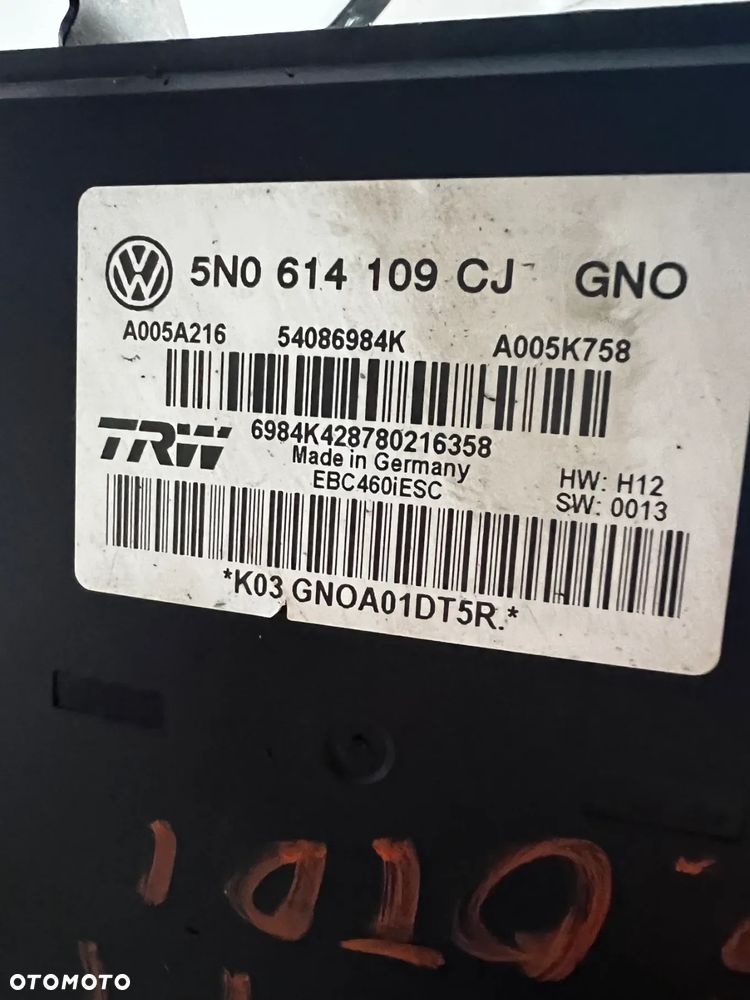 5N0 614 109 CJ GNO
A005A216 54086984K A005K758
TRW
6984K428780216358
Made in Germany
EBC460iESC
HW: H12
SW: 0013
*K03 GNOA01DT5R.*
OTOMOTO